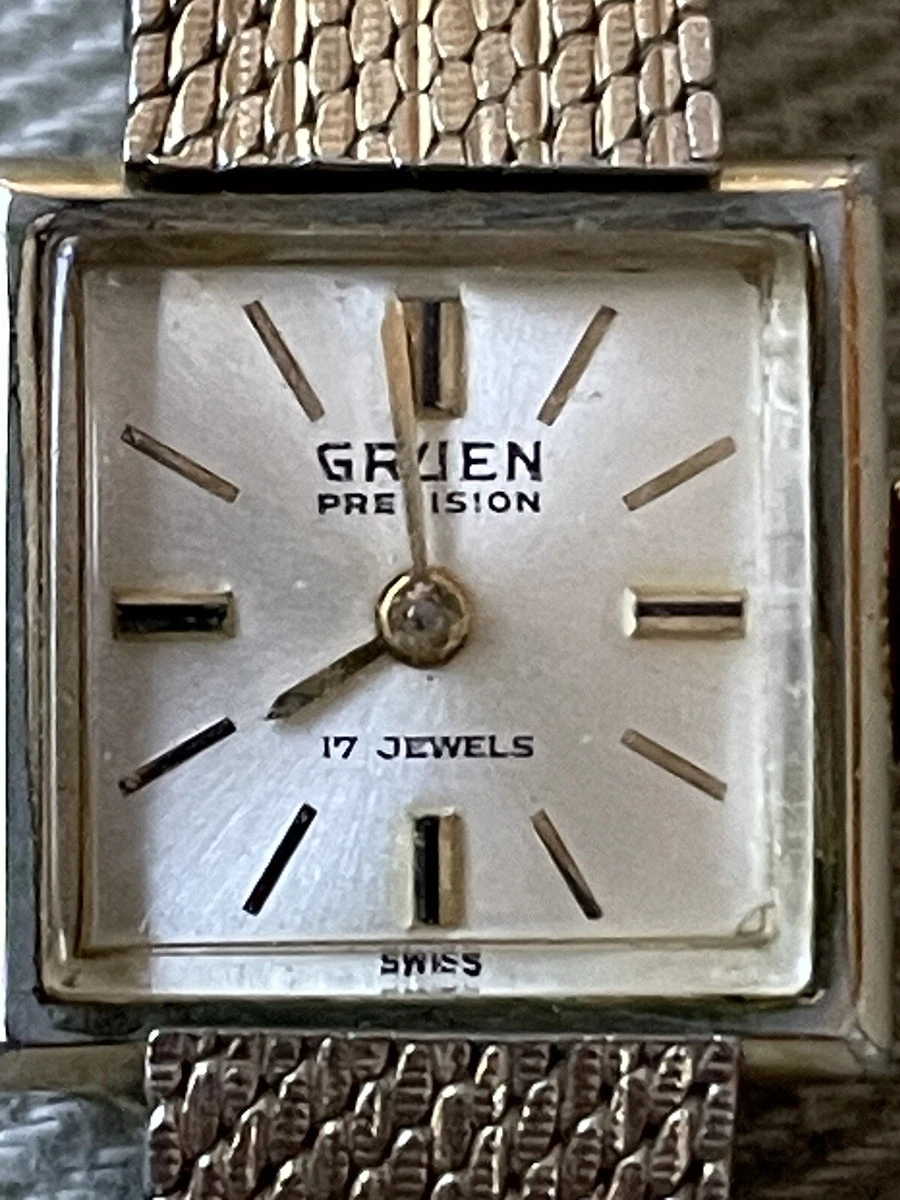 GRUEN
PRECISION
17 JEWELS
SWISS